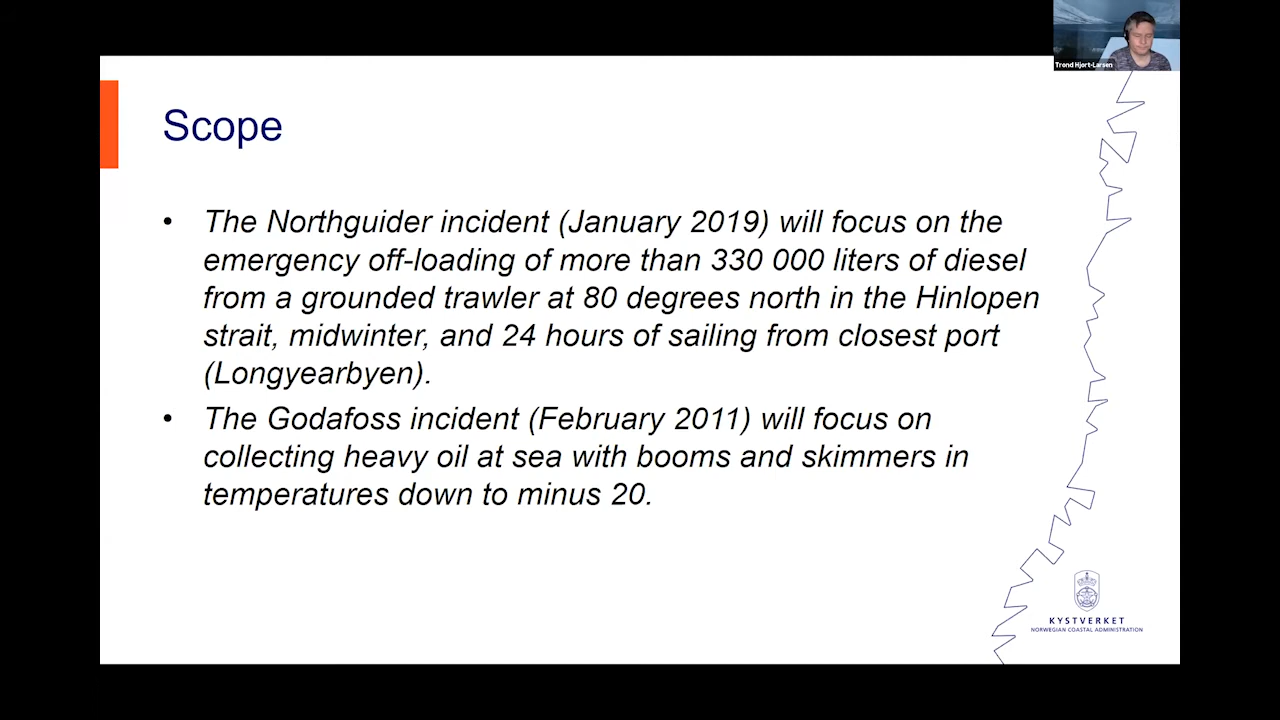 Trond Hjort-Larsen
Scope
• The Northguider incident (January 2019) will focus on the
emergency off-loading of more than 330 000 liters of diesel
from a grounded trawler at 80 degrees north in the Hinlopen
strait, midwinter, and 24 hours of sailing from closest port
(Longyearbyen).
• The Godafoss incident (February 2011) will focus on
collecting heavy oil at sea with booms and skimmers in
temperatures down to minus 20.
KYSTVERKET
NORWEGIAN COASTAL ADMINISTRATION